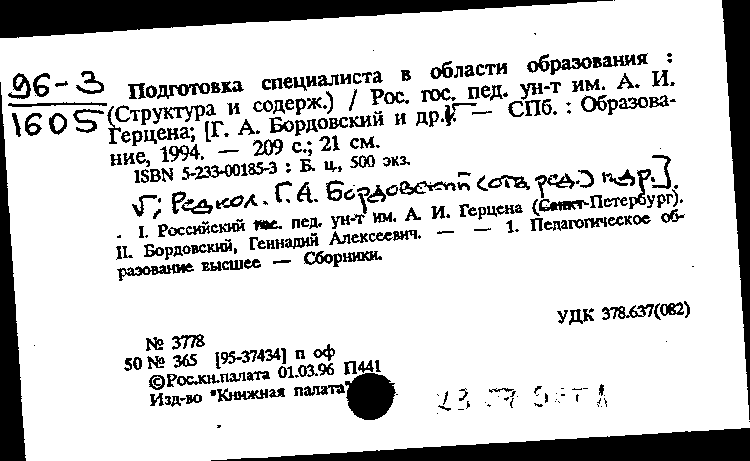 96-3
1605
Подготовка специалиста в области образования :
(Структура и содерж.) / Рос. гос. пед. ун-т им. А. И.
Герцена; [Г. А. Бордовский и др.]. — СПб. : Образова-
ние, 1994. — 209 с.; 21 см.
ISBN 5-233-00185-3 : Б. ц., 500 экз.
√; Редкол. Г. А. Бордовский (отв. ред.) и др.].
I. Российский гос. пед. ун-т им. А. И. Герцена (Санкт-Петербург).
II. Бордовский, Геннадий Алексеевич. — — 1. Педагогическое об-
разование высшее — Сборники.
УДК 378.637(082)
№ 3778
50 № 365 [95-37434] п оф
©Рос.кн.палата 01.03.96 П441
Изд-во "Книжная палата"